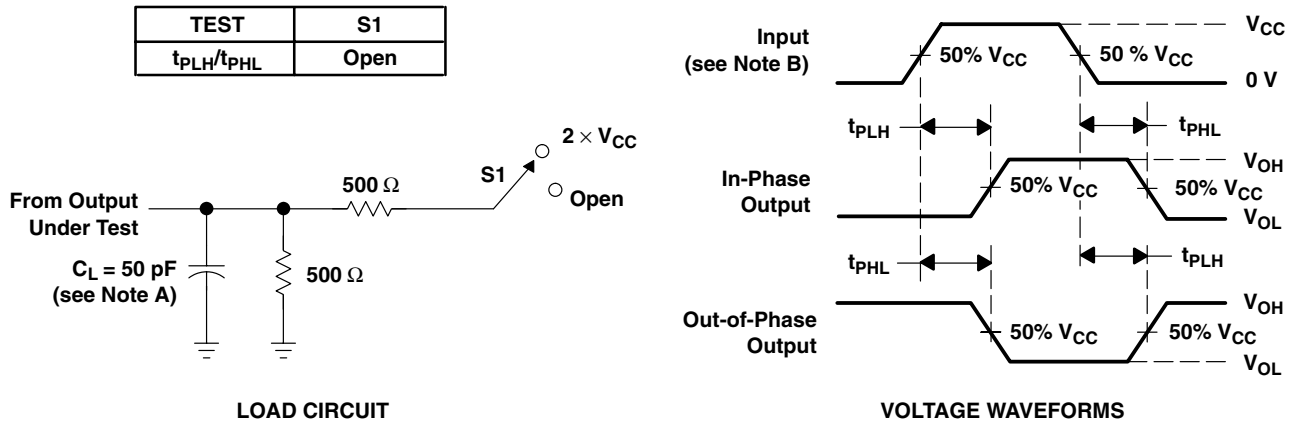 TEST S1
tPLH/tPHL Open
From Output
Under Test
CL = 50 pF
(see Note A)
500 Ω
500 Ω
S1
2 × VCC
Open
LOAD CIRCUIT
Input
(see Note B)
50% VCC
50 % VCC
VCC
0 V
tPLH
tPHL
In-Phase
Output
50% VCC
50% VCC
VOH
VOL
tPHL
tPLH
Out-of-Phase
Output
50% VCC
50% VCC
VOH
VOL
VOLTAGE WAVEFORMS